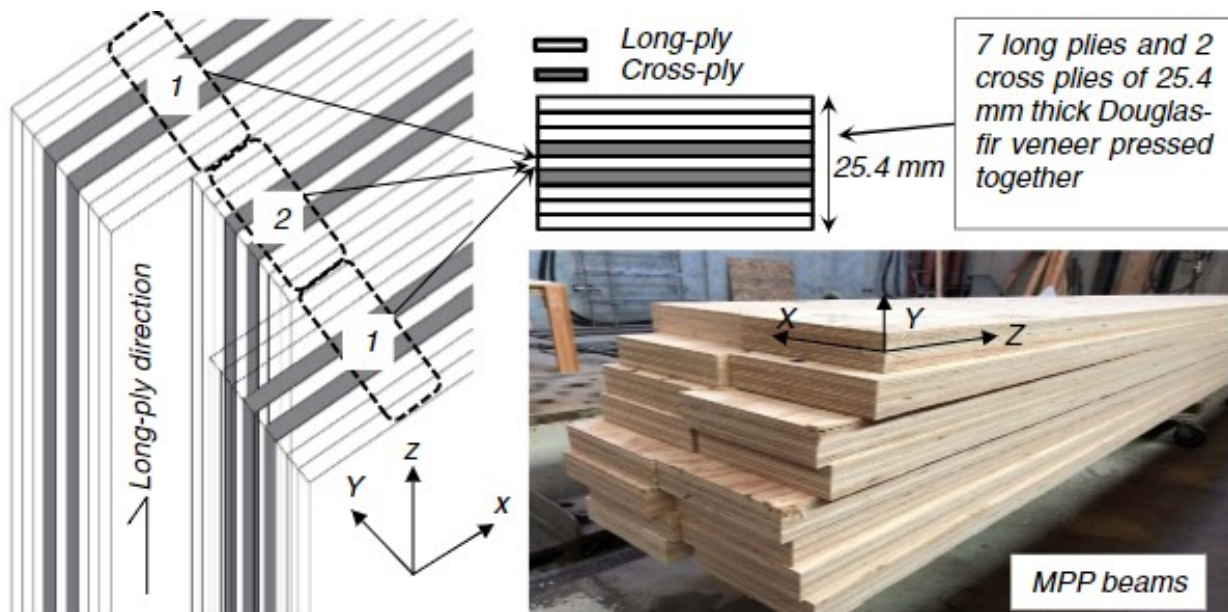 Long-ply
Cross-ply
7 long plies and 2
cross plies of 25.4
mm thick Douglas-
fir veneer pressed
together
25.4 mm
1
2
1
Long-ply direction
Y
z
x
X
Y
Z
MPP beams